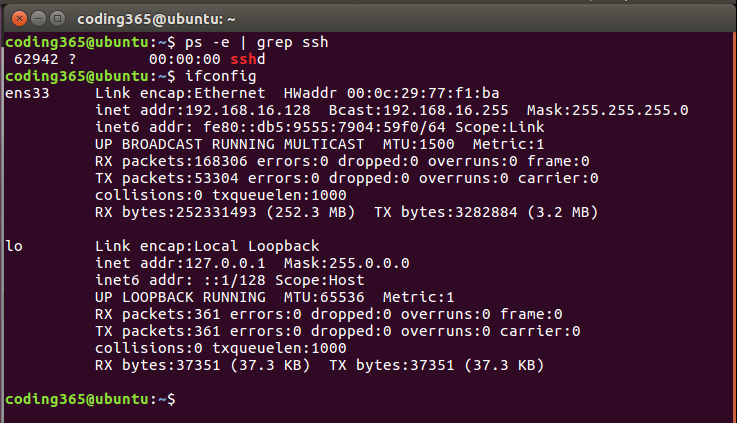 coding365@ubuntu: ~
coding365@ubuntu:~$ ps -e | grep ssh
 62942 ?        00:00:00 sshd
coding365@ubuntu:~$ ifconfig
ens33     Link encap:Ethernet  HWaddr 00:0c:29:77:f1:ba
          inet addr:192.168.16.128  Bcast:192.168.16.255  Mask:255.255.255.0
          inet6 addr: fe80::db5:9555:7904:59f0/64 Scope:Link
          UP BROADCAST RUNNING MULTICAST  MTU:1500  Metric:1
          RX packets:168306 errors:0 dropped:0 overruns:0 frame:0
          TX packets:53304 errors:0 dropped:0 overruns:0 carrier:0
          collisions:0 txqueuelen:1000
          RX bytes:252331493 (252.3 MB)  TX bytes:3282884 (3.2 MB)

lo        Link encap:Local Loopback
          inet addr:127.0.0.1  Mask:255.0.0.0
          inet6 addr: ::1/128 Scope:Host
          UP LOOPBACK RUNNING  MTU:65536  Metric:1
          RX packets:361 errors:0 dropped:0 overruns:0 frame:0
          TX packets:361 errors:0 dropped:0 overruns:0 carrier:0
          collisions:0 txqueuelen:1000
          RX bytes:37351 (37.3 KB)  TX bytes:37351 (37.3 KB)

coding365@ubuntu:~$